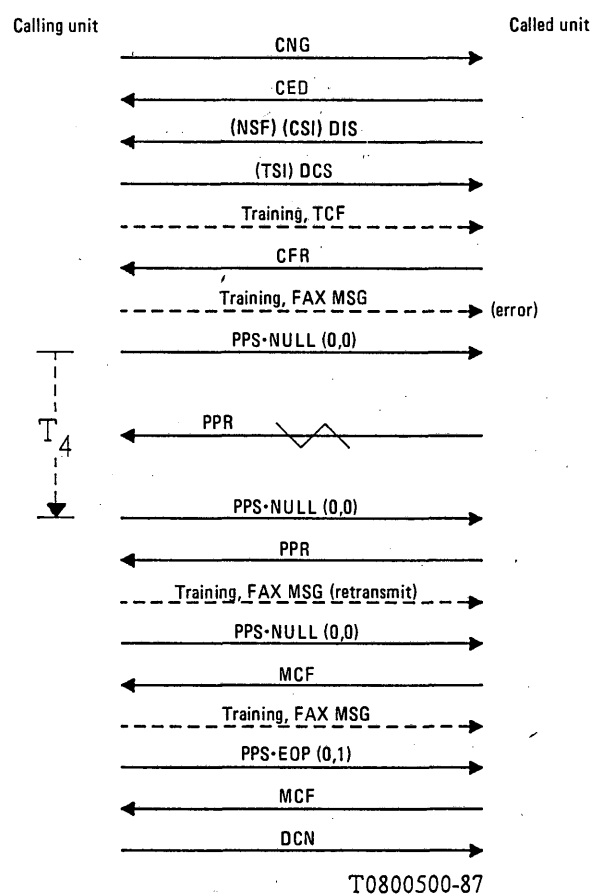 Calling unit
Called unit
CNG
CED
(NSF) (CSI) DIS
(TSI) DCS
Training, TCF
CFR
Training, FAX MSG
(error)
PPS·NULL (0,0)
T4
PPR
PPS·NULL (0,0)
PPR
Training, FAX MSG (retransmit)
PPS·NULL (0,0)
MCF
Training, FAX MSG
PPS·EOP (0,1)
MCF
DCN
T0800500-87